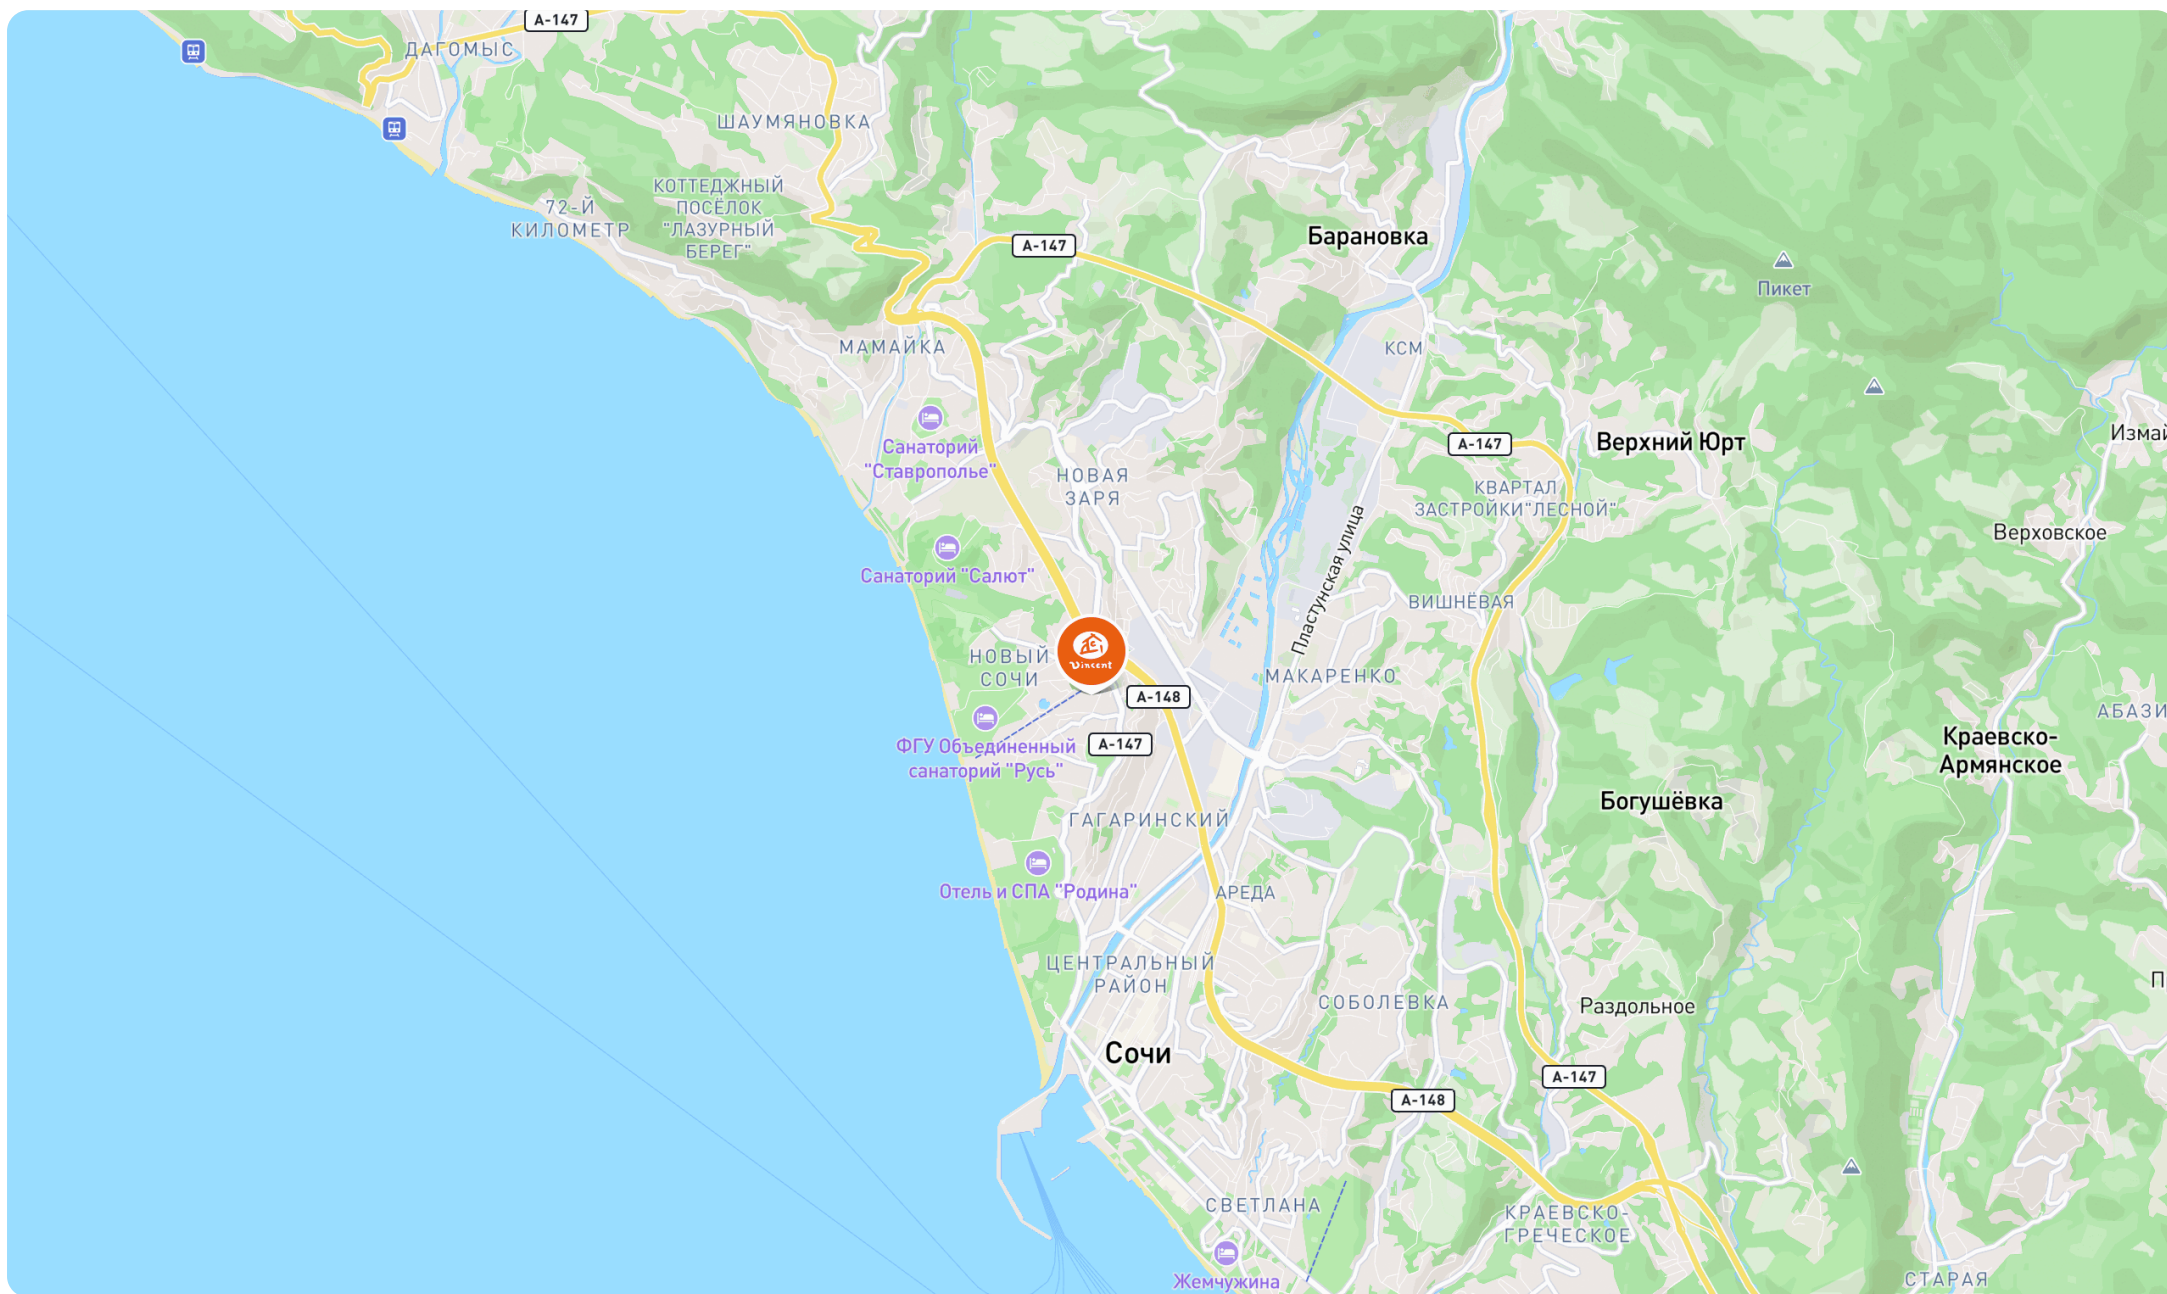 А-147
ДАГОМЫС
ШАУМЯНОВКА
КОТТЕДЖНЫЙ
ПОСЁЛОК
"ЛАЗУРНЫЙ
БЕРЕГ"
72-Й
КИЛОМЕТР
А-147
Барановка
Пикет
МАМАЙКА
КСМ
Санаторий
"Ставрополье"
НОВАЯ
ЗАРЯ
А-147
Верхний Юрт
Измай
КВАРТАЛ
ЗАСТРОЙКИ"ЛЕСНОЙ"
Пластунская улица
Верховское
Санаторий "Салют"
ВИШНЁВАЯ
Vincent
НОВЫЙ
СОЧИ
МАКАРЕНКО
А-148
АБАЗИ
ФГУ Объединенный
санаторий "Русь"
А-147
Краевско-
Армянское
Богушёвка
ГАГАРИНСКИЙ
Отель и СПА "Родина"
АРЕДА
ЦЕНТРАЛЬНЫЙ
РАЙОН
СОБОЛЕВКА
Раздольное
П
Сочи
А-147
А-148
СВЕТЛАНА
КРАЕВСКО-
ГРЕЧЕСКОЕ
Жемчужина
СТАРАЯ